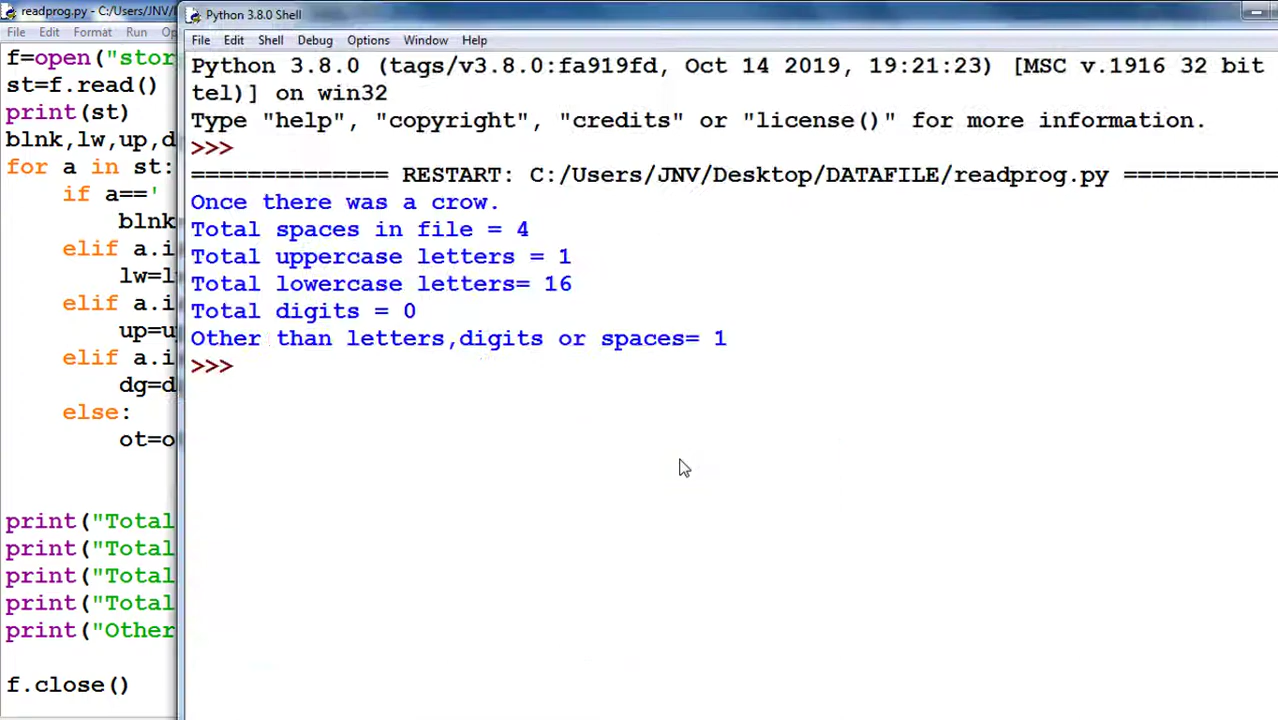 readprog.py - C:/Users/JNV/
File Edit Format Run
f=open("stor
st=f.read()
print(st)
blnk,lw,up,d
for a in st:
if a=='
blnk
elif a.i
lw=l
elif a.i
up=u
elif a.i
dg=d
else:
ot=o
print("Total
print("Total
print("Total
print("Total
print("Other
f.close()
Python 3.8.0 Shell
File Edit Shell Debug Options Window Help
Python 3.8.0 (tags/v3.8.0:fa919fd, Oct 14 2019, 19:21:23) [MSC v.1916 32 bit
tel)] on win32
Type "help", "copyright", "credits" or "license()" for more information.
>>>
============== RESTART: C:/Users/JNV/Desktop/DATAFILE/readprog.py ===========
Once there was a crow.
Total spaces in file = 4
Total uppercase letters = 1
Total lowercase letters= 16
Total digits = 0
Other than letters,digits or spaces= 1
>>>